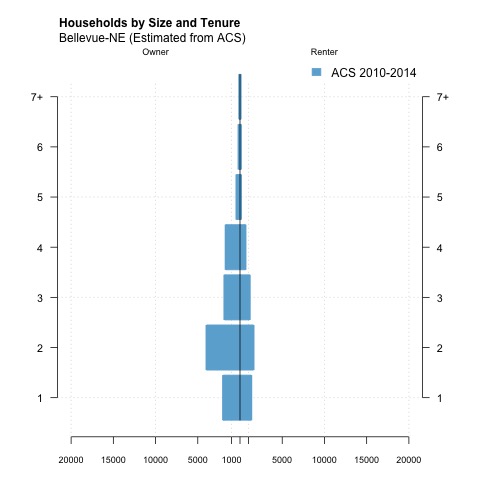 Households by Size and Tenure
Bellevue-NE (Estimated from ACS)
Owner Renter
ACS 2010-2014
7+ 7+
6 6
5 5
4 4
3 3
2 2
1 1
20000 15000 10000 5000 1000 5000 10000 15000 20000